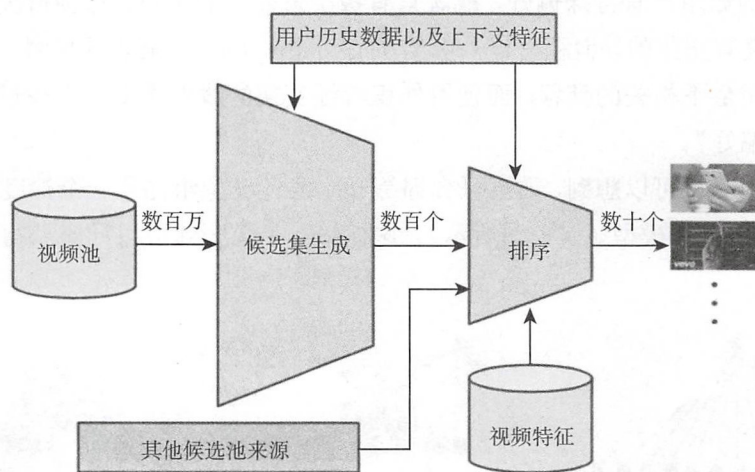 用户历史数据以及上下文特征
视频池
数百万
候选集生成
数百个
排序
数十个
vevo
其他候选池来源
视频特征